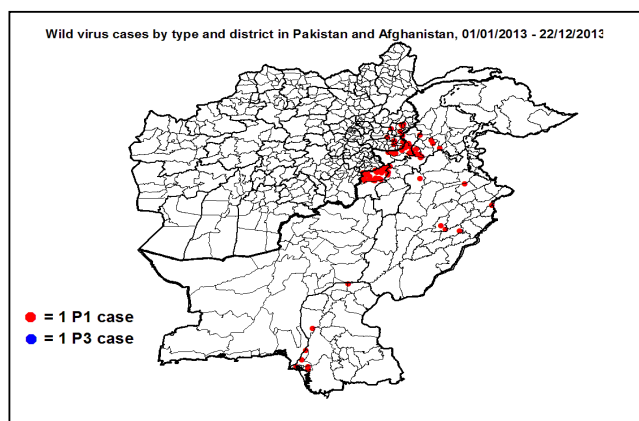 Wild virus cases by type and district in Pakistan and Afghanistan, 01/01/2013 - 22/12/2013
= 1 P1 case
= 1 P3 case